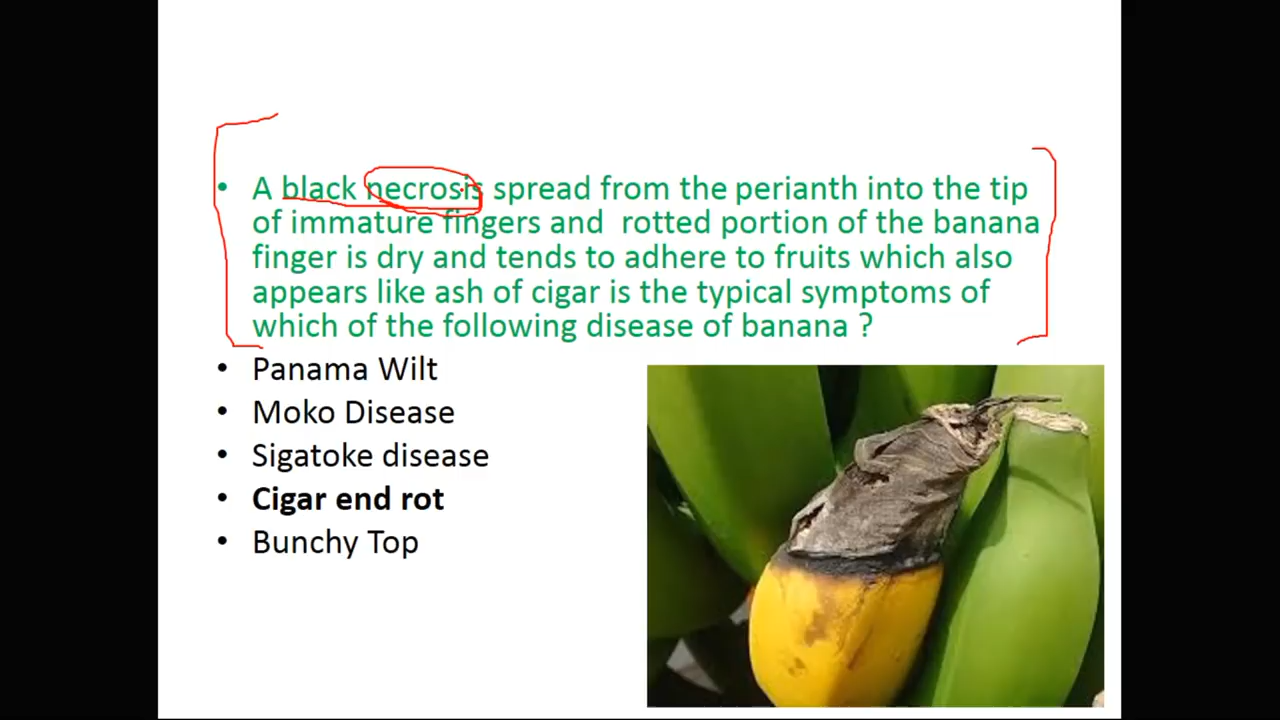 • A black necrosis spread from the perianth into the tip
of immature fingers and rotted portion of the banana
finger is dry and tends to adhere to fruits which also
appears like ash of cigar is the typical symptoms of
which of the following disease of banana ?
• Panama Wilt
• Moko Disease
• Sigatoke disease
• Cigar end rot
• Bunchy Top